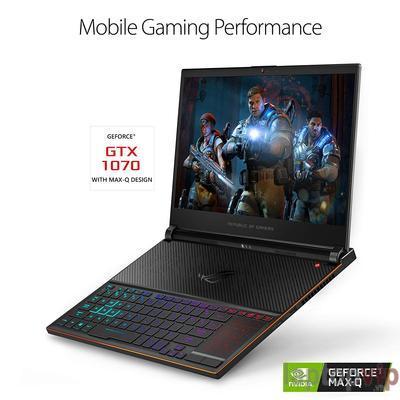 Mobile Gaming Performance
GEFORCE®
GTX
1070
WITH MAX-Q DESIGN
REPUBLIC OF GAMERS
NVIDIA
GEFORCE®
MAX-Q